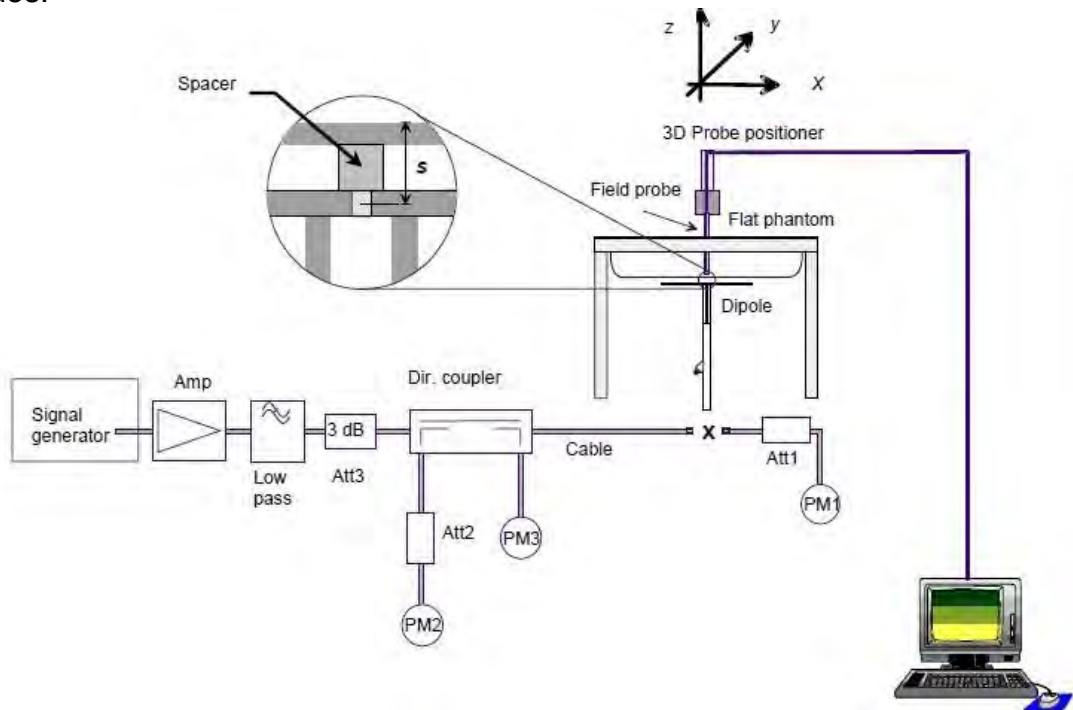 z
y
x
Spacer
s
3D Probe positioner
Field probe
Flat phantom
Dipole
Signal
generator
Amp
Low
pass
3 dB
Att3
Dir. coupler
Cable
x
Att1
PM1
Att2
PM3
PM2